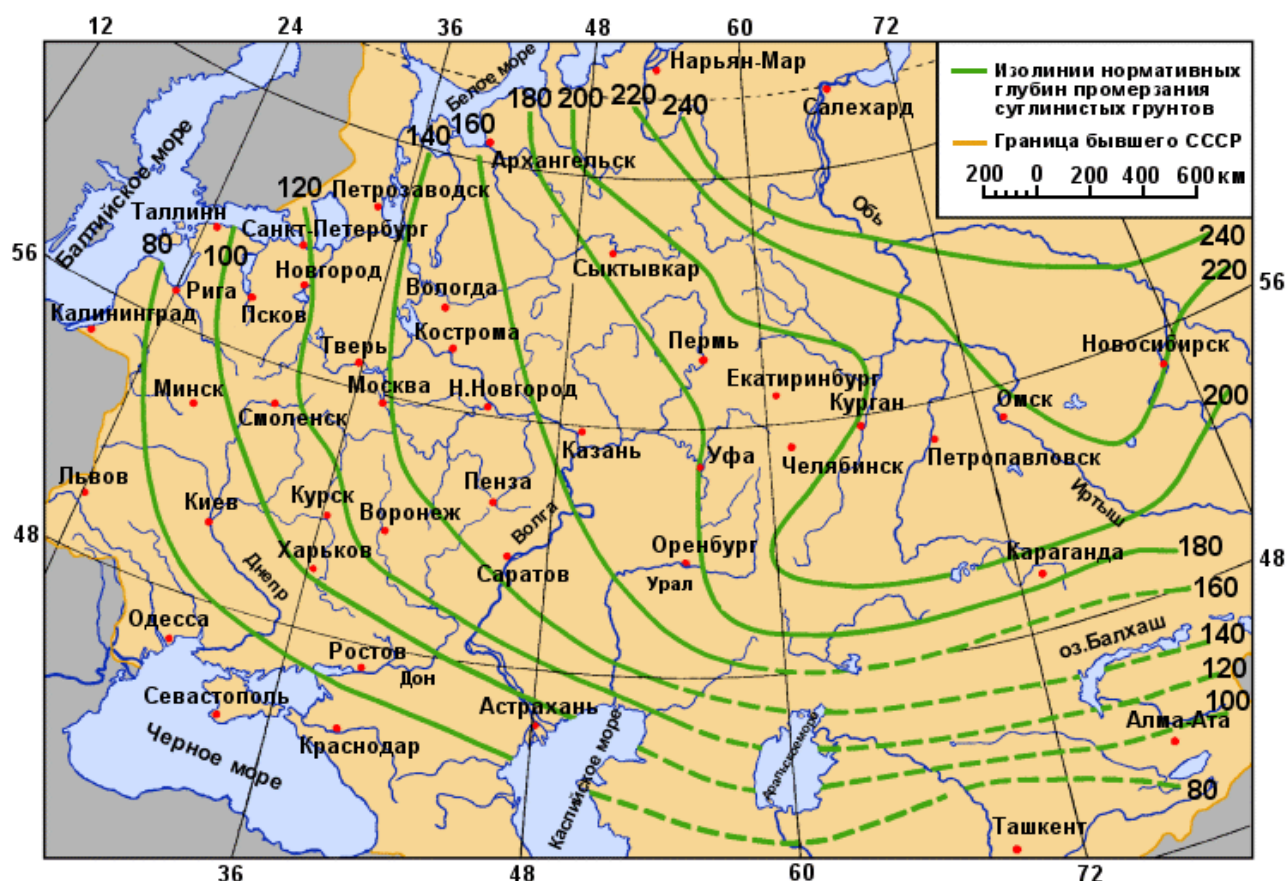 12
24
36
48
60
72
Изолинии нормативных
глубин промерзания
суглинистых грунтов
Граница бывшего СССР
200
0
200
400
600 км
Нарьян-Мар
Салехард
Белое море
180
200
220
240
140
160
Архангельск
Балтийское море
120
Петрозаводск
Таллинн
Санкт-Петербург
Обь
80
100
240
56
Рига
Новгород
Псков
Сыктывкар
220
56
Калининград
Вологда
Кострома
Тверь
Пермь
Новосибирск
Минск
Москва
Н.Новгород
Екатиринбург
200
Смоленск
Курган
Омск
Казань
Уфа
Челябинск
Петропавловск
Львов
Киев
Курск
Воронеж
Пенза
Волга
Иртыш
48
Харьков
Днепр
Саратов
Оренбург
Урал
Караганда
180
48
160
Одесса
Ростов
Дон
оз.Балхаш
140
120
100
Севастополь
Астрахань
Алма-Ата
Краснодар
Черное море
Каспийское море
Аральское море
80
Ташкент
36
48
60
72